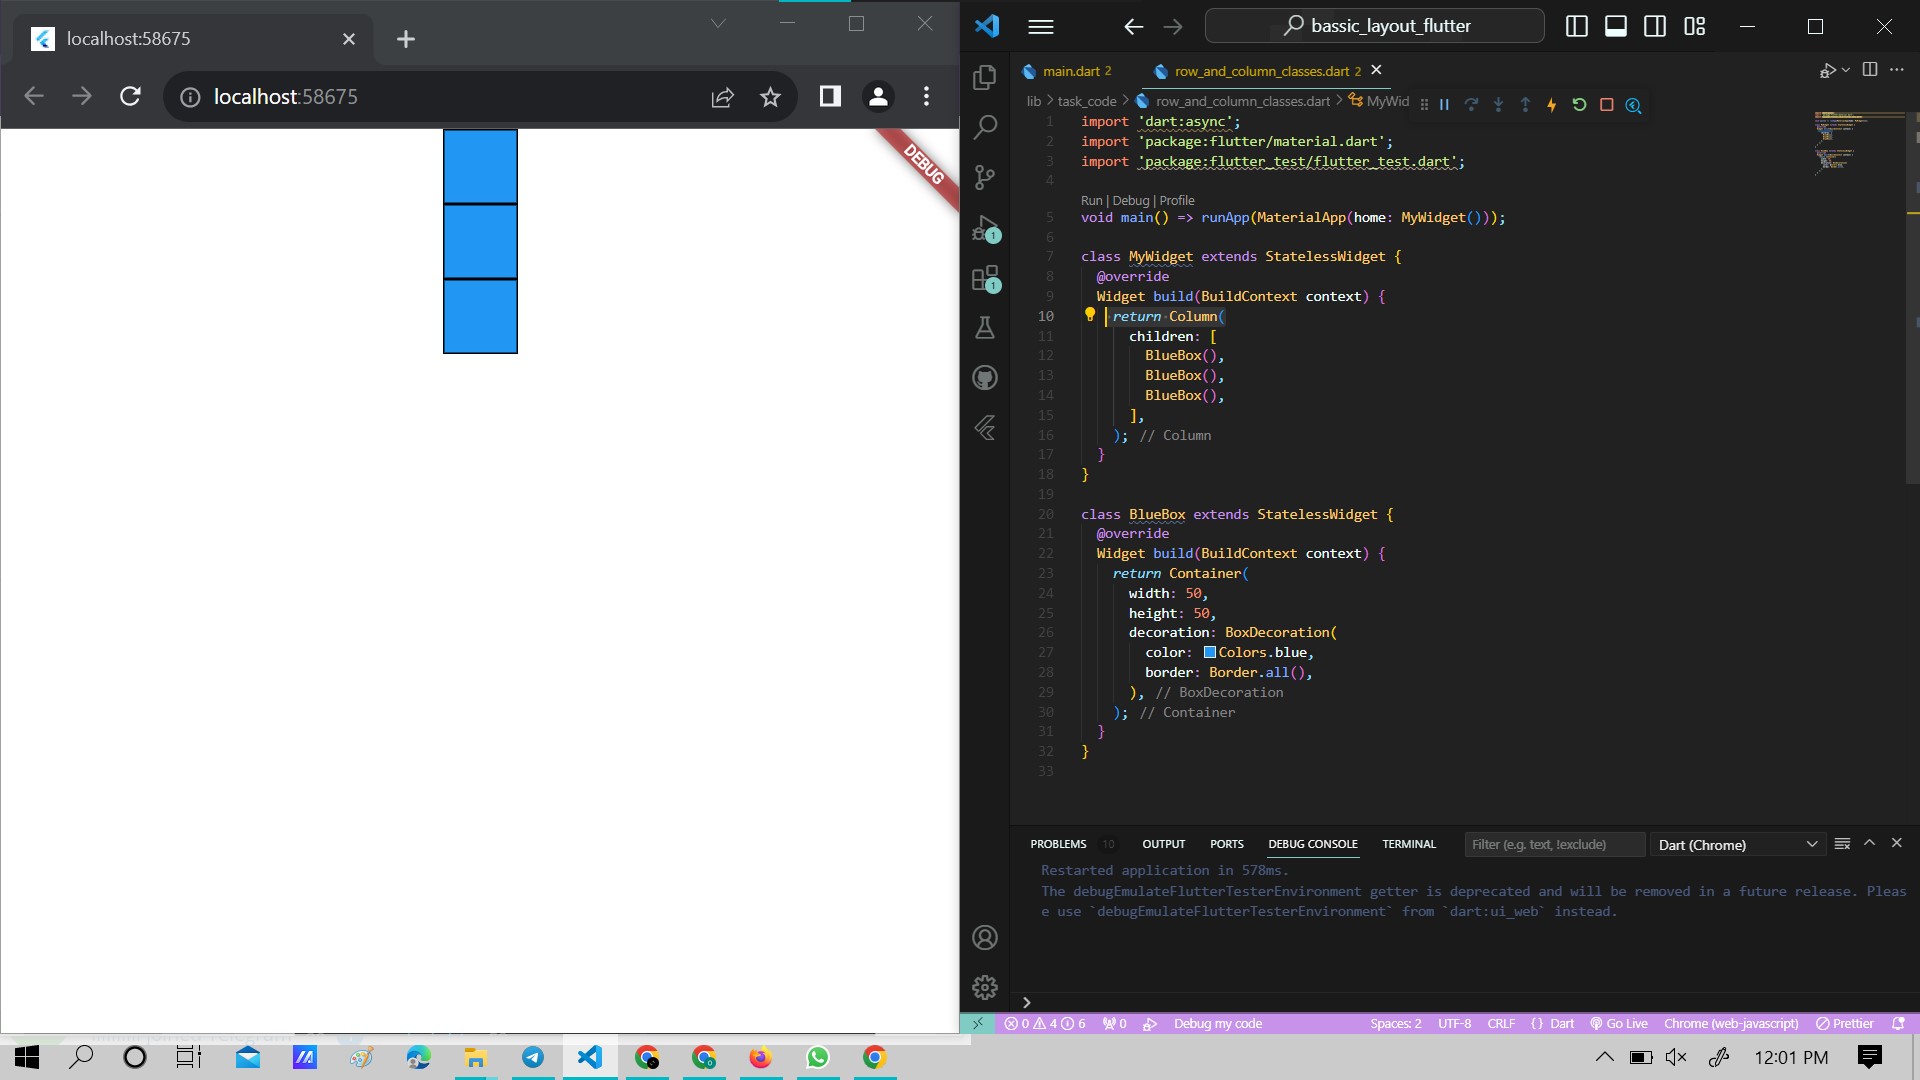 localhost:58675
localhost:58675
DEBUG
bassic_layout_flutter
main.dart 2
row_and_column_classes.dart 2
lib > task_code > row_and_column_classes.dart > MyWid
1 import 'dart:async';
2 import 'package:flutter/material.dart';
3 import 'package:flutter_test/flutter_test.dart';
4
Run | Debug | Profile
5 void main() => runApp(MaterialApp(home: MyWidget()));
6
7 class MyWidget extends StatelessWidget {
8 @override
9 Widget build(BuildContext context) {
10 return Column(
11 children: [
12 BlueBox(),
13 BlueBox(),
14 BlueBox(),
15 ],
16 ); // Column
17 }
18 }
19
20 class BlueBox extends StatelessWidget {
21 @override
22 Widget build(BuildContext context) {
23 return Container(
24 width: 50,
25 height: 50,
26 decoration: BoxDecoration(
27 color: Colors.blue,
28 border: Border.all(),
29 ), // BoxDecoration
30 ); // Container
31 }
32 }
33
1
1
PROBLEMS 10 OUTPUT PORTS DEBUG CONSOLE TERMINAL Filter (e.g. text, !exclude) Dart (Chrome)
Restarted application in 578ms.
The debugEmulateFlutterTesterEnvironment getter is deprecated and will be removed in a future release. Pleas
e use `debugEmulateFlutterTesterEnvironment` from `dart:ui_web` instead.
>
0 4 6 0 Debug my code Spaces: 2 UTF-8 CRLF {} Dart Go Live Chrome (web-javascript) Prettier
12:01 PM